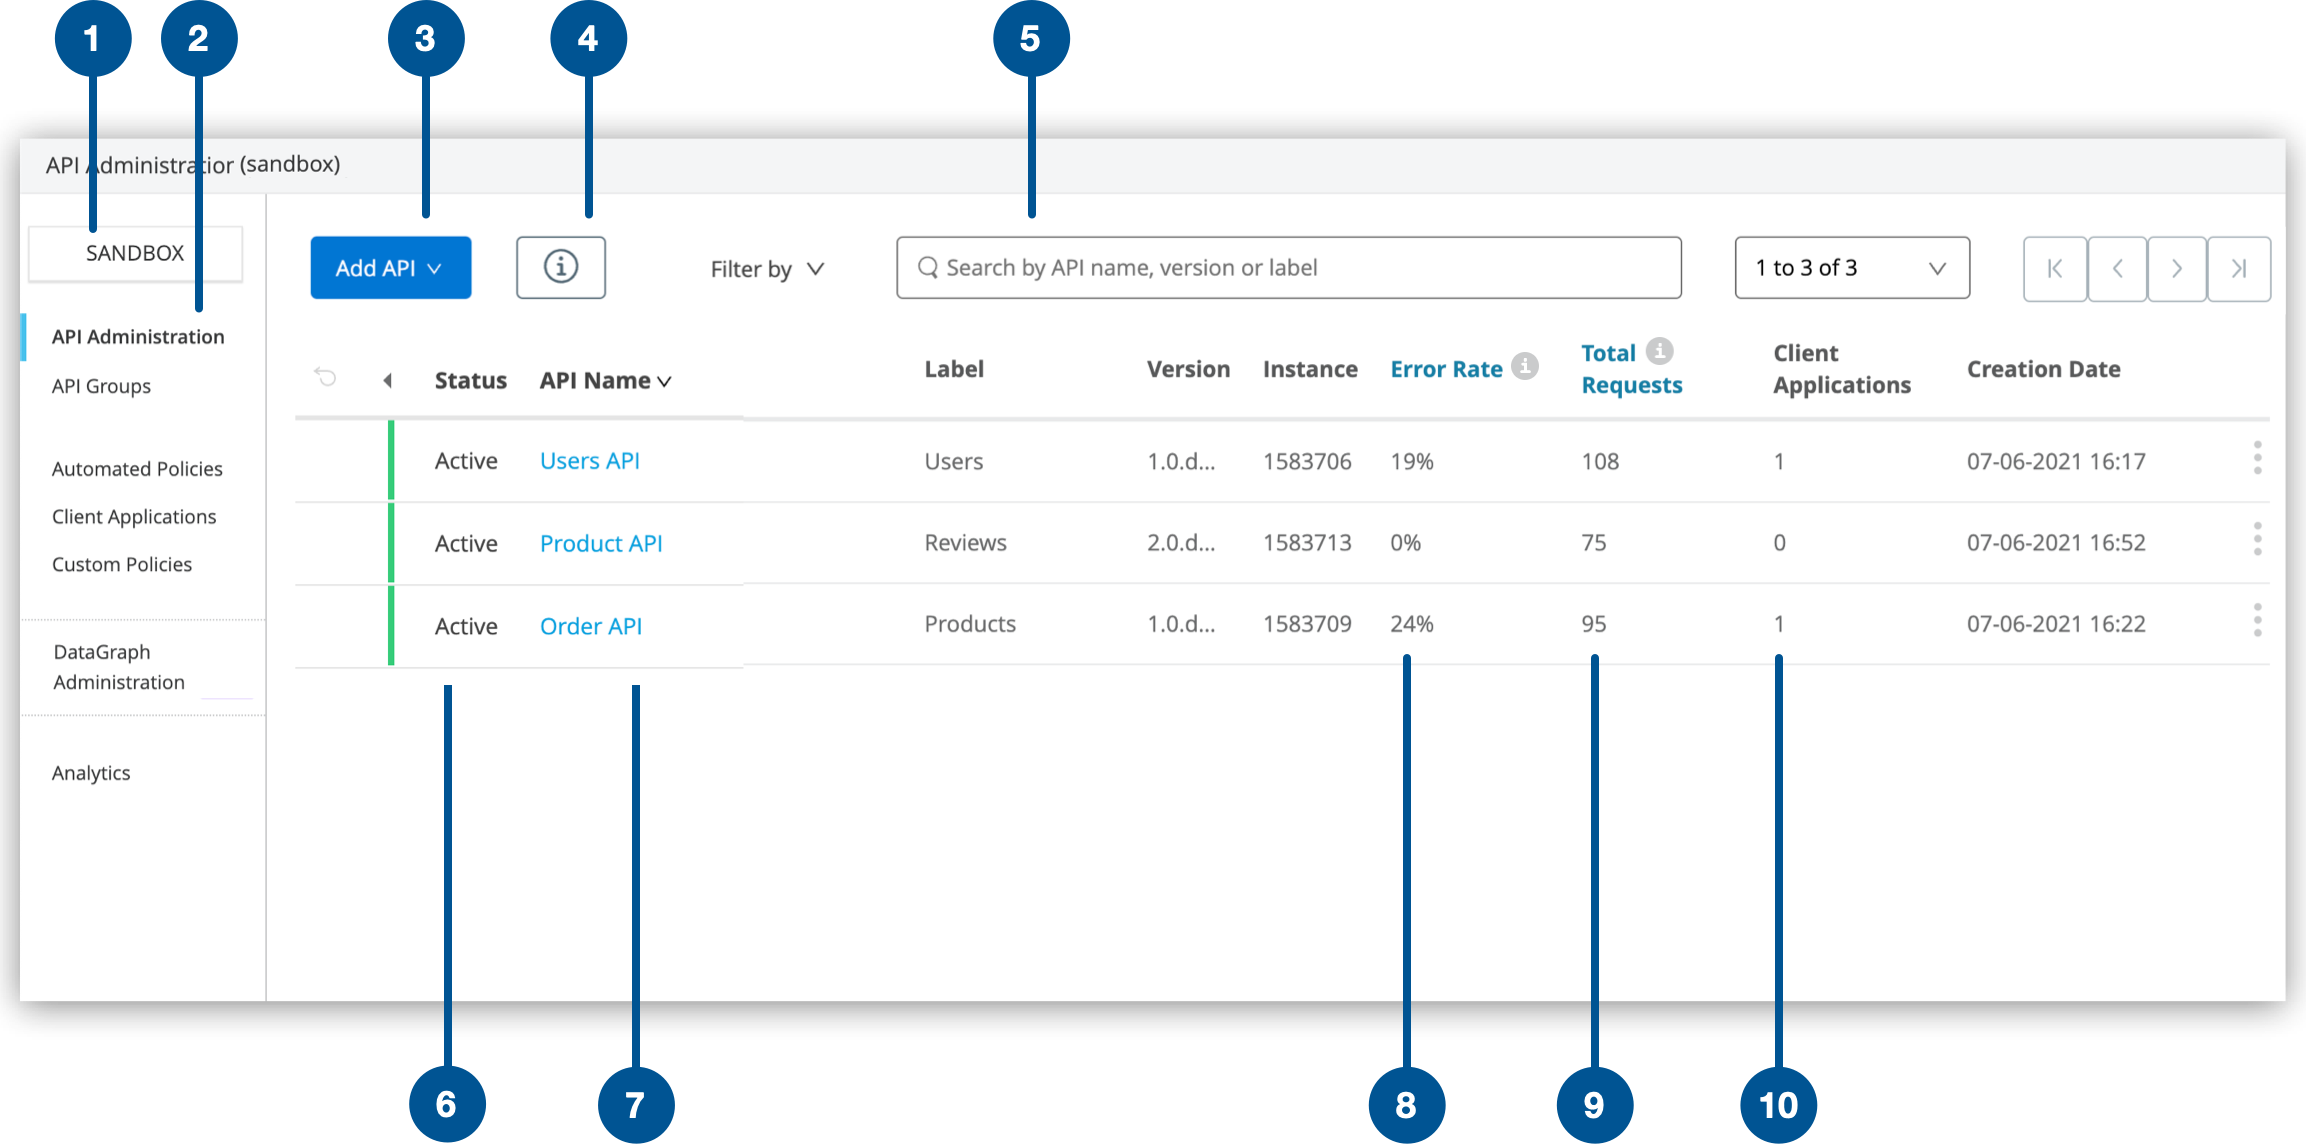 1 2 3 4 5
API Administratior (sandbox)
SANDBOX
Add API
Filter by
Search by API name, version or label
1 to 3 of 3
API Administration
API Groups
Automated Policies
Client Applications
Custom Policies
DataGraph
Administration
Analytics
Status API Name Label Version Instance Error Rate Total Requests Client Applications Creation Date
Active Users API Users 1.0.d... 1583706 19% 108 1 07-06-2021 16:17
Active Product API Reviews 2.0.d... 1583713 0% 75 0 07-06-2021 16:52
Active Order API Products 1.0.d... 1583709 24% 95 1 07-06-2021 16:22
6 7 8 9 10